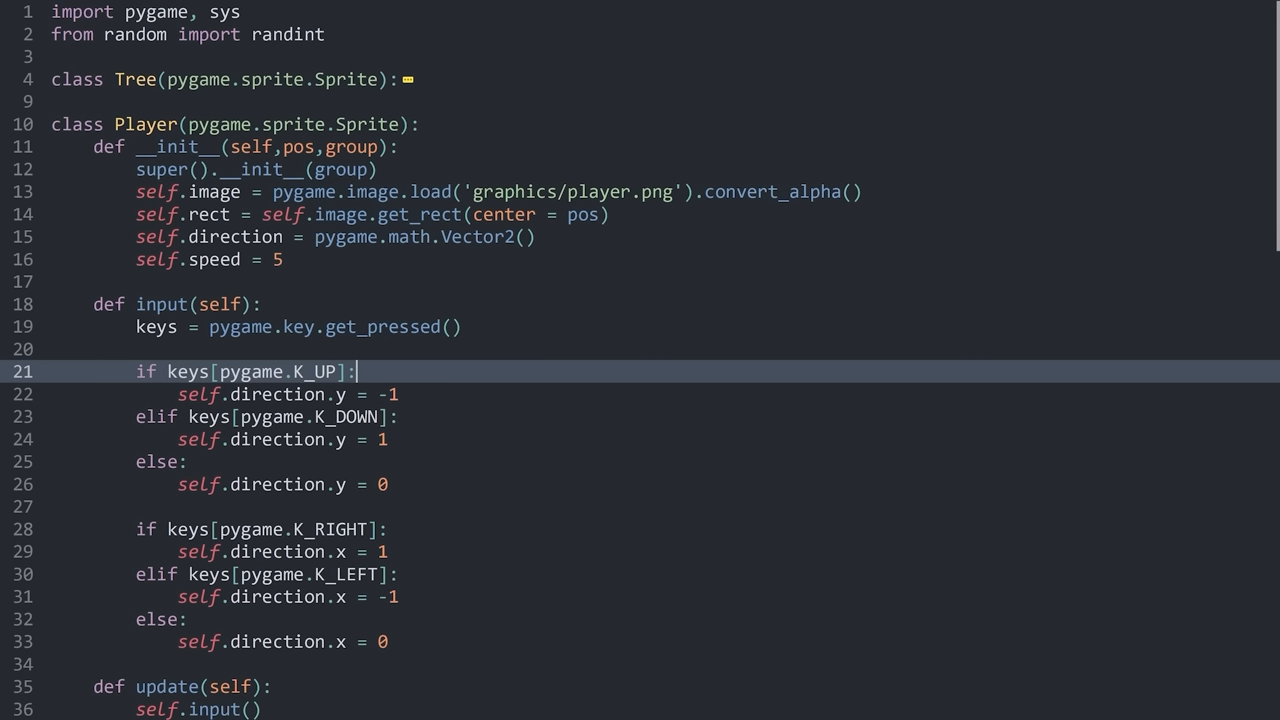 1 import pygame, sys
2 from random import randint
3
4 class Tree(pygame.sprite.Sprite):
9
10 class Player(pygame.sprite.Sprite):
11     def __init__(self,pos,group):
12         super().__init__(group)
13         self.image = pygame.image.load('graphics/player.png').convert_alpha()
14         self.rect = self.image.get_rect(center = pos)
15         self.direction = pygame.math.Vector2()
16         self.speed = 5
17
18     def input(self):
19         keys = pygame.key.get_pressed()
20
21         if keys[pygame.K_UP]:
22             self.direction.y = -1
23         elif keys[pygame.K_DOWN]:
24             self.direction.y = 1
25         else:
26             self.direction.y = 0
27
28         if keys[pygame.K_RIGHT]:
29             self.direction.x = 1
30         elif keys[pygame.K_LEFT]:
31             self.direction.x = -1
32         else:
33             self.direction.x = 0
34
35     def update(self):
36         self.input()